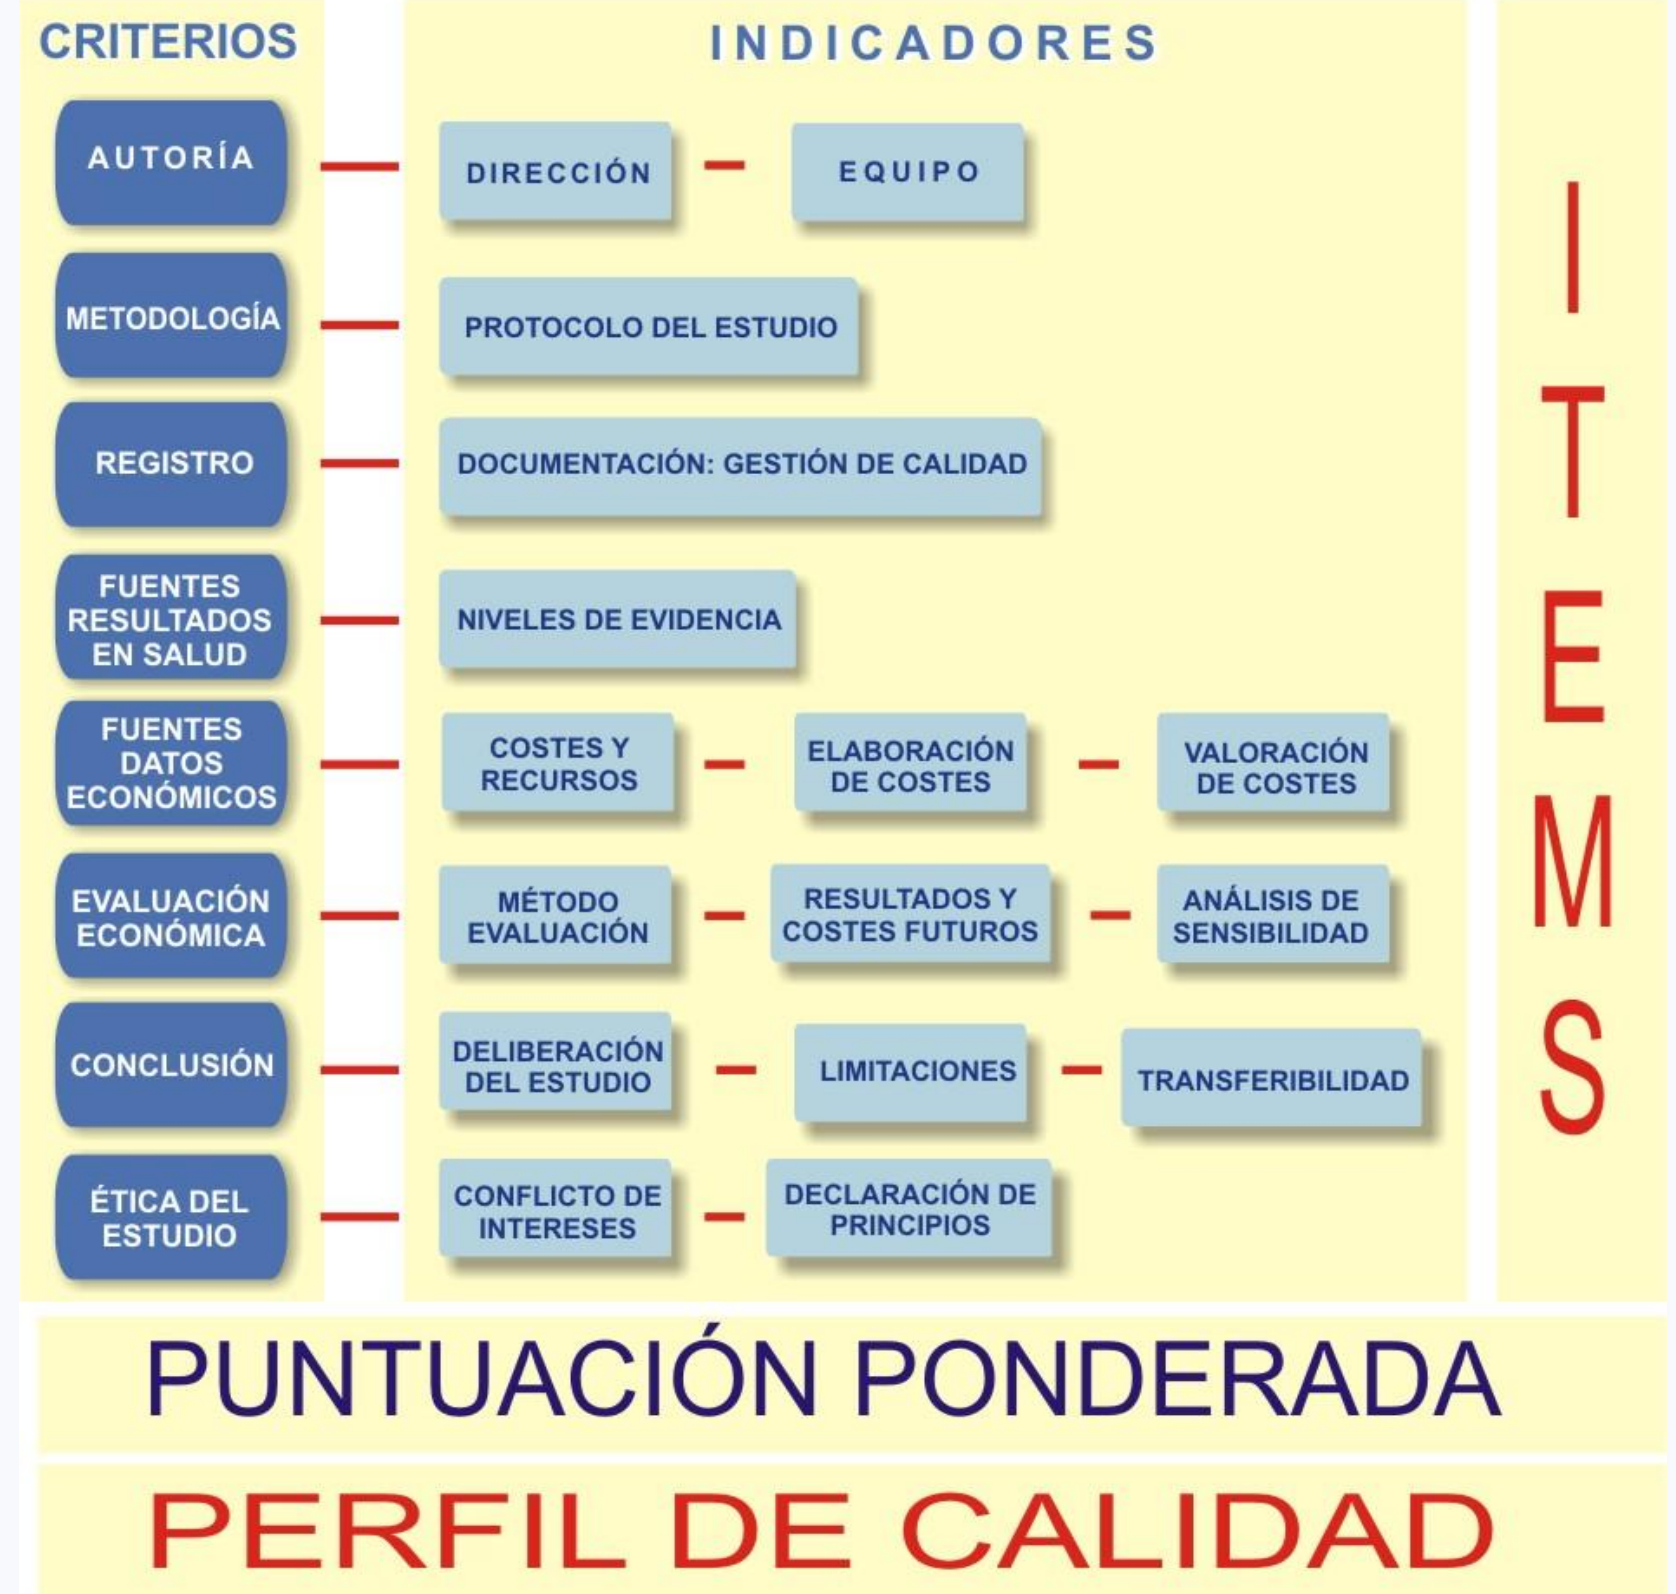 CRITERIOS
INDICADORES
AUTORÍA
DIRECCIÓN
EQUIPO
METODOLOGÍA
PROTOCOLO DEL ESTUDIO
REGISTRO
DOCUMENTACIÓN: GESTIÓN DE CALIDAD
FUENTES
RESULTADOS
EN SALUD
NIVELES DE EVIDENCIA
FUENTES
DATOS
ECONÓMICOS
COSTES Y
RECURSOS
ELABORACIÓN
DE COSTES
VALORACIÓN
DE COSTES
EVALUACIÓN
ECONÓMICA
MÉTODO
EVALUACIÓN
RESULTADOS Y
COSTES FUTUROS
ANÁLISIS DE
SENSIBILIDAD
CONCLUSIÓN
DELIBERACIÓN
DEL ESTUDIO
LIMITACIONES
TRANSFERIBILIDAD
ÉTICA DEL
ESTUDIO
CONFLICTO DE
INTERESES
DECLARACIÓN DE
PRINCIPIOS
ITEMS
PUNTUACIÓN PONDERADA
PERFIL DE CALIDAD